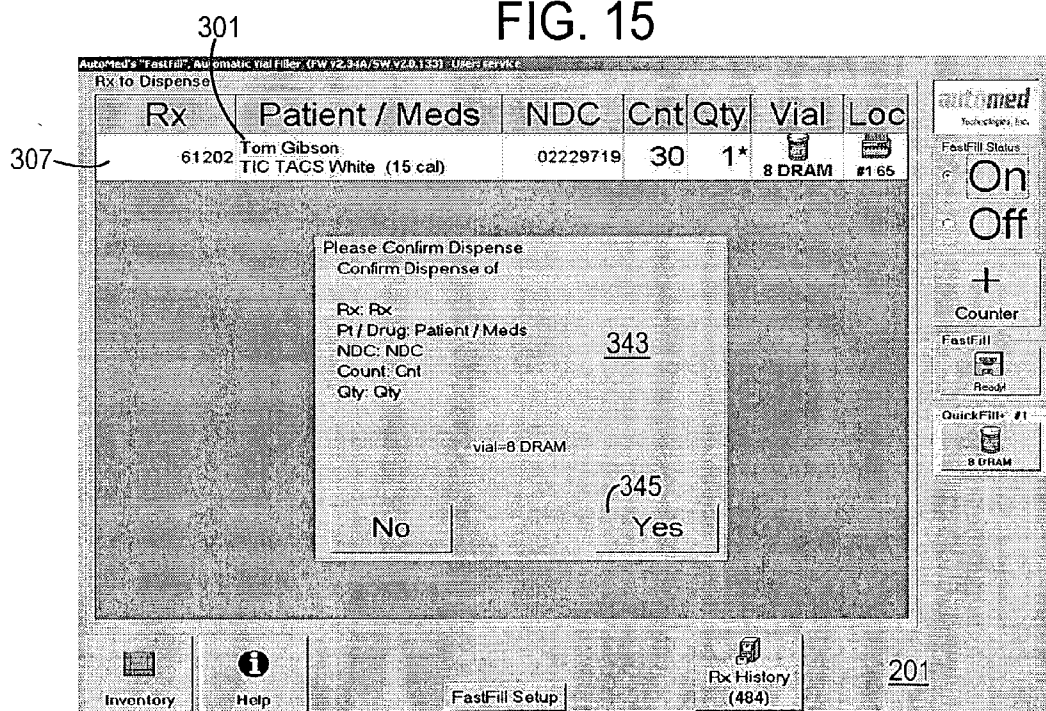 FIG. 15
301
AutoMed's "FastFill", Automatic Vial Filler, (FW v2.34A/SW v2.0.133) User: service
Rx to Dispense
Rx Patient / Meds NDC Cnt Qty Vial Loc
307
61202 Tom Gibson 02229719 30 1* 8 DRAM #1 65
TIC TACS White (15 cal)
automed
Technologies, Inc.
FastFill Status
On
Off
+
Counter
FastFill
Ready!
QuickFill+ #1
8 DRAM
Please Confirm Dispense
Confirm Dispense of
Rx: Rx
Pt / Drug: Patient / Meds
NDC: NDC
Count: Cnt
Qty: Qty
343
vial=8 DRAM
345
No Yes
Inventory
Help
FastFill Setup
Rx History
(484)
201